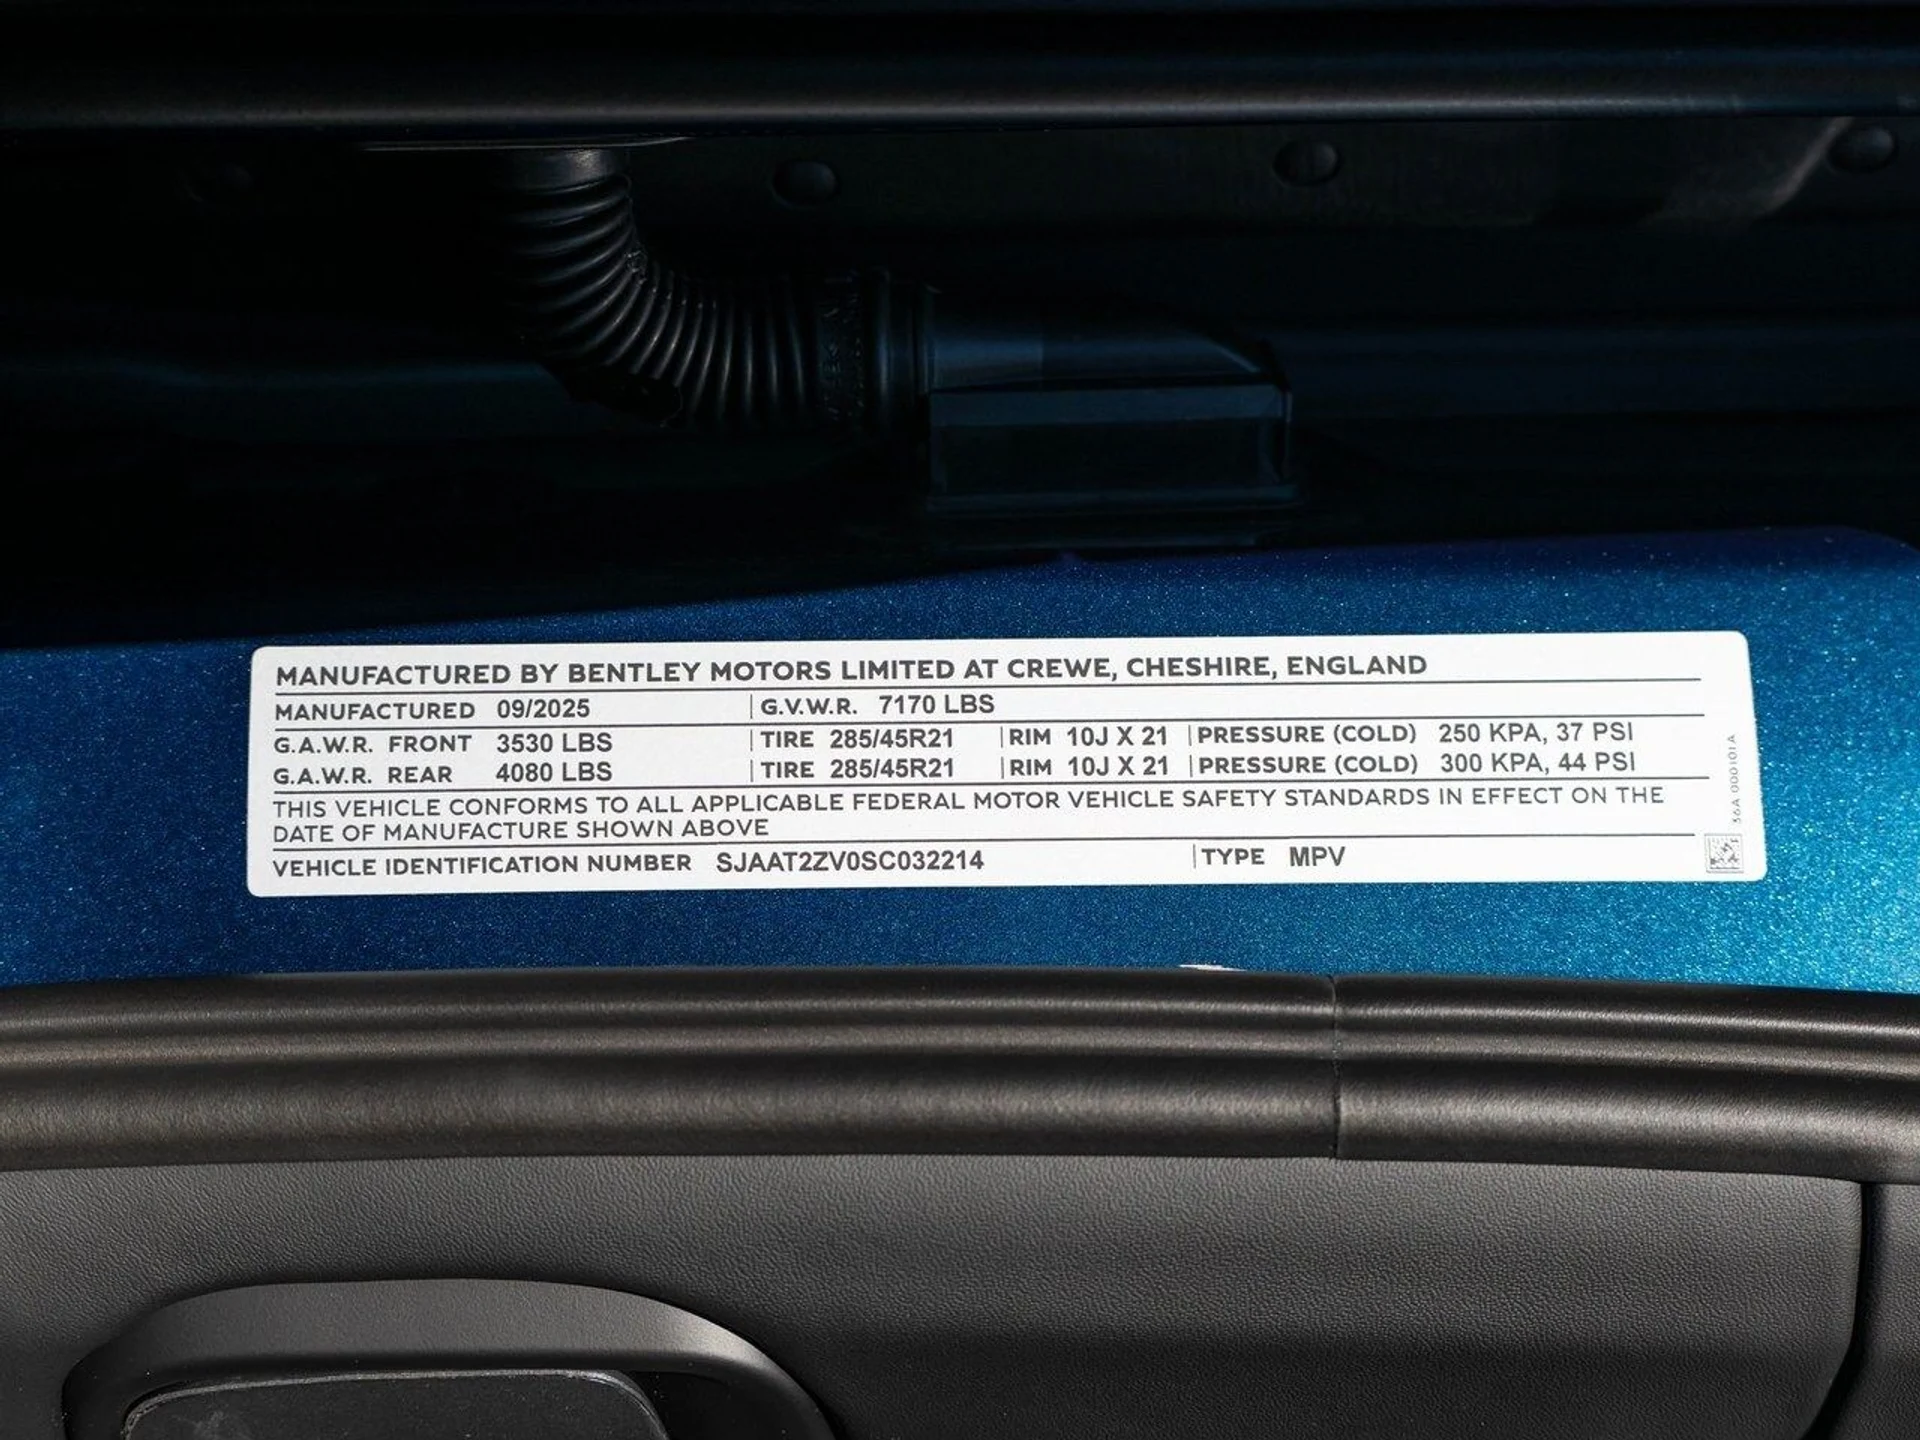 MANUFACTURED BY BENTLEY MOTORS LIMITED AT CREWE, CHESHIRE, ENGLAND
MANUFACTURED 09/2025 G.V.W.R. 7170 LBS
G.A.W.R. FRONT 3530 LBS TIRE 285/45R21 RIM 10J X 21 PRESSURE (COLD) 250 KPA, 37 PSI
G.A.W.R. REAR 4080 LBS TIRE 285/45R21 RIM 10J X 21 PRESSURE (COLD) 300 KPA, 44 PSI
THIS VEHICLE CONFORMS TO ALL APPLICABLE FEDERAL MOTOR VEHICLE SAFETY STANDARDS IN EFFECT ON THE
DATE OF MANUFACTURE SHOWN ABOVE
VEHICLE IDENTIFICATION NUMBER SJAAT2ZV0SC032214 TYPE MPV
36A 000101 A